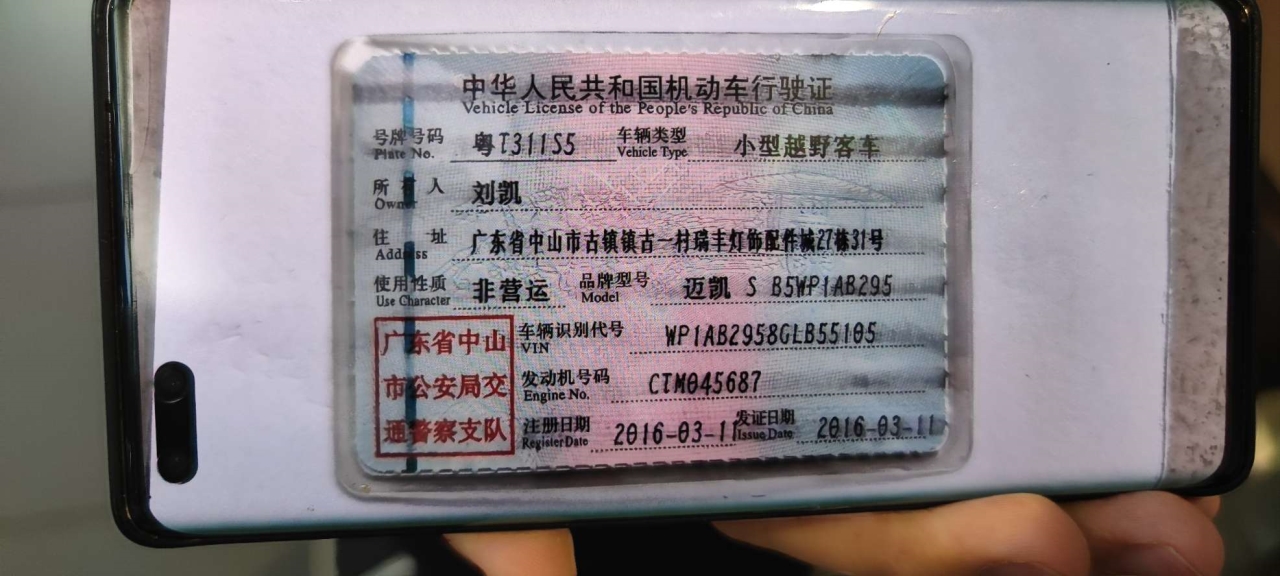 中华人民共和国机动车行驶证
Vehicle License of the People's Republic of China
号牌号码 粤T311S5 车辆类型 小型越野客车
Plate No. Vehicle Type
所有人 刘凯
Owner
住址 广东省中山市古镇镇古一村瑞丰灯饰配件城27栋31号
Address
使用性质 非营运 品牌型号 迈凯 S B5WP1AB295
Use Character Model
广东省中山
市公安局交
通警察支队
车辆识别代号 WP1AB2958GLB55105
VIN
发动机号码 CTM045687
Engine No.
注册日期 2016-03-11 发证日期 2016-03-11
Register Date Issue Date